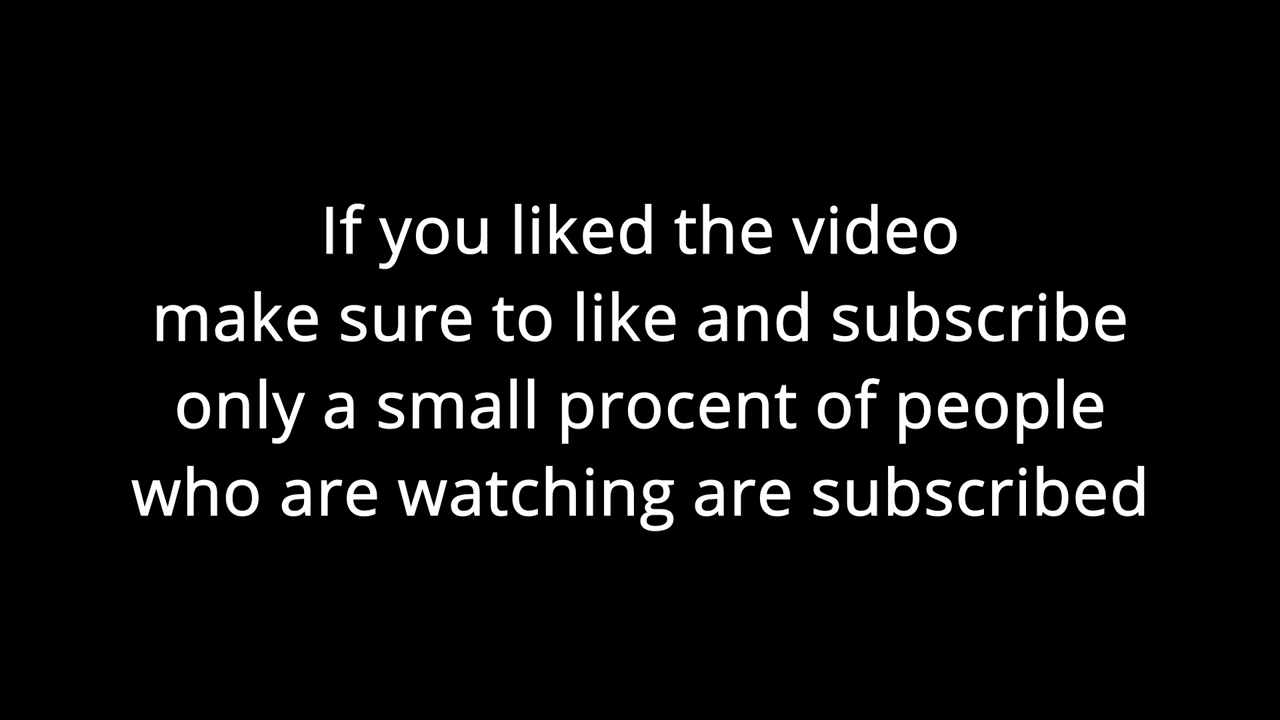 If you liked the video
make sure to like and subscribe
only a small procent of people
who are watching are subscribed